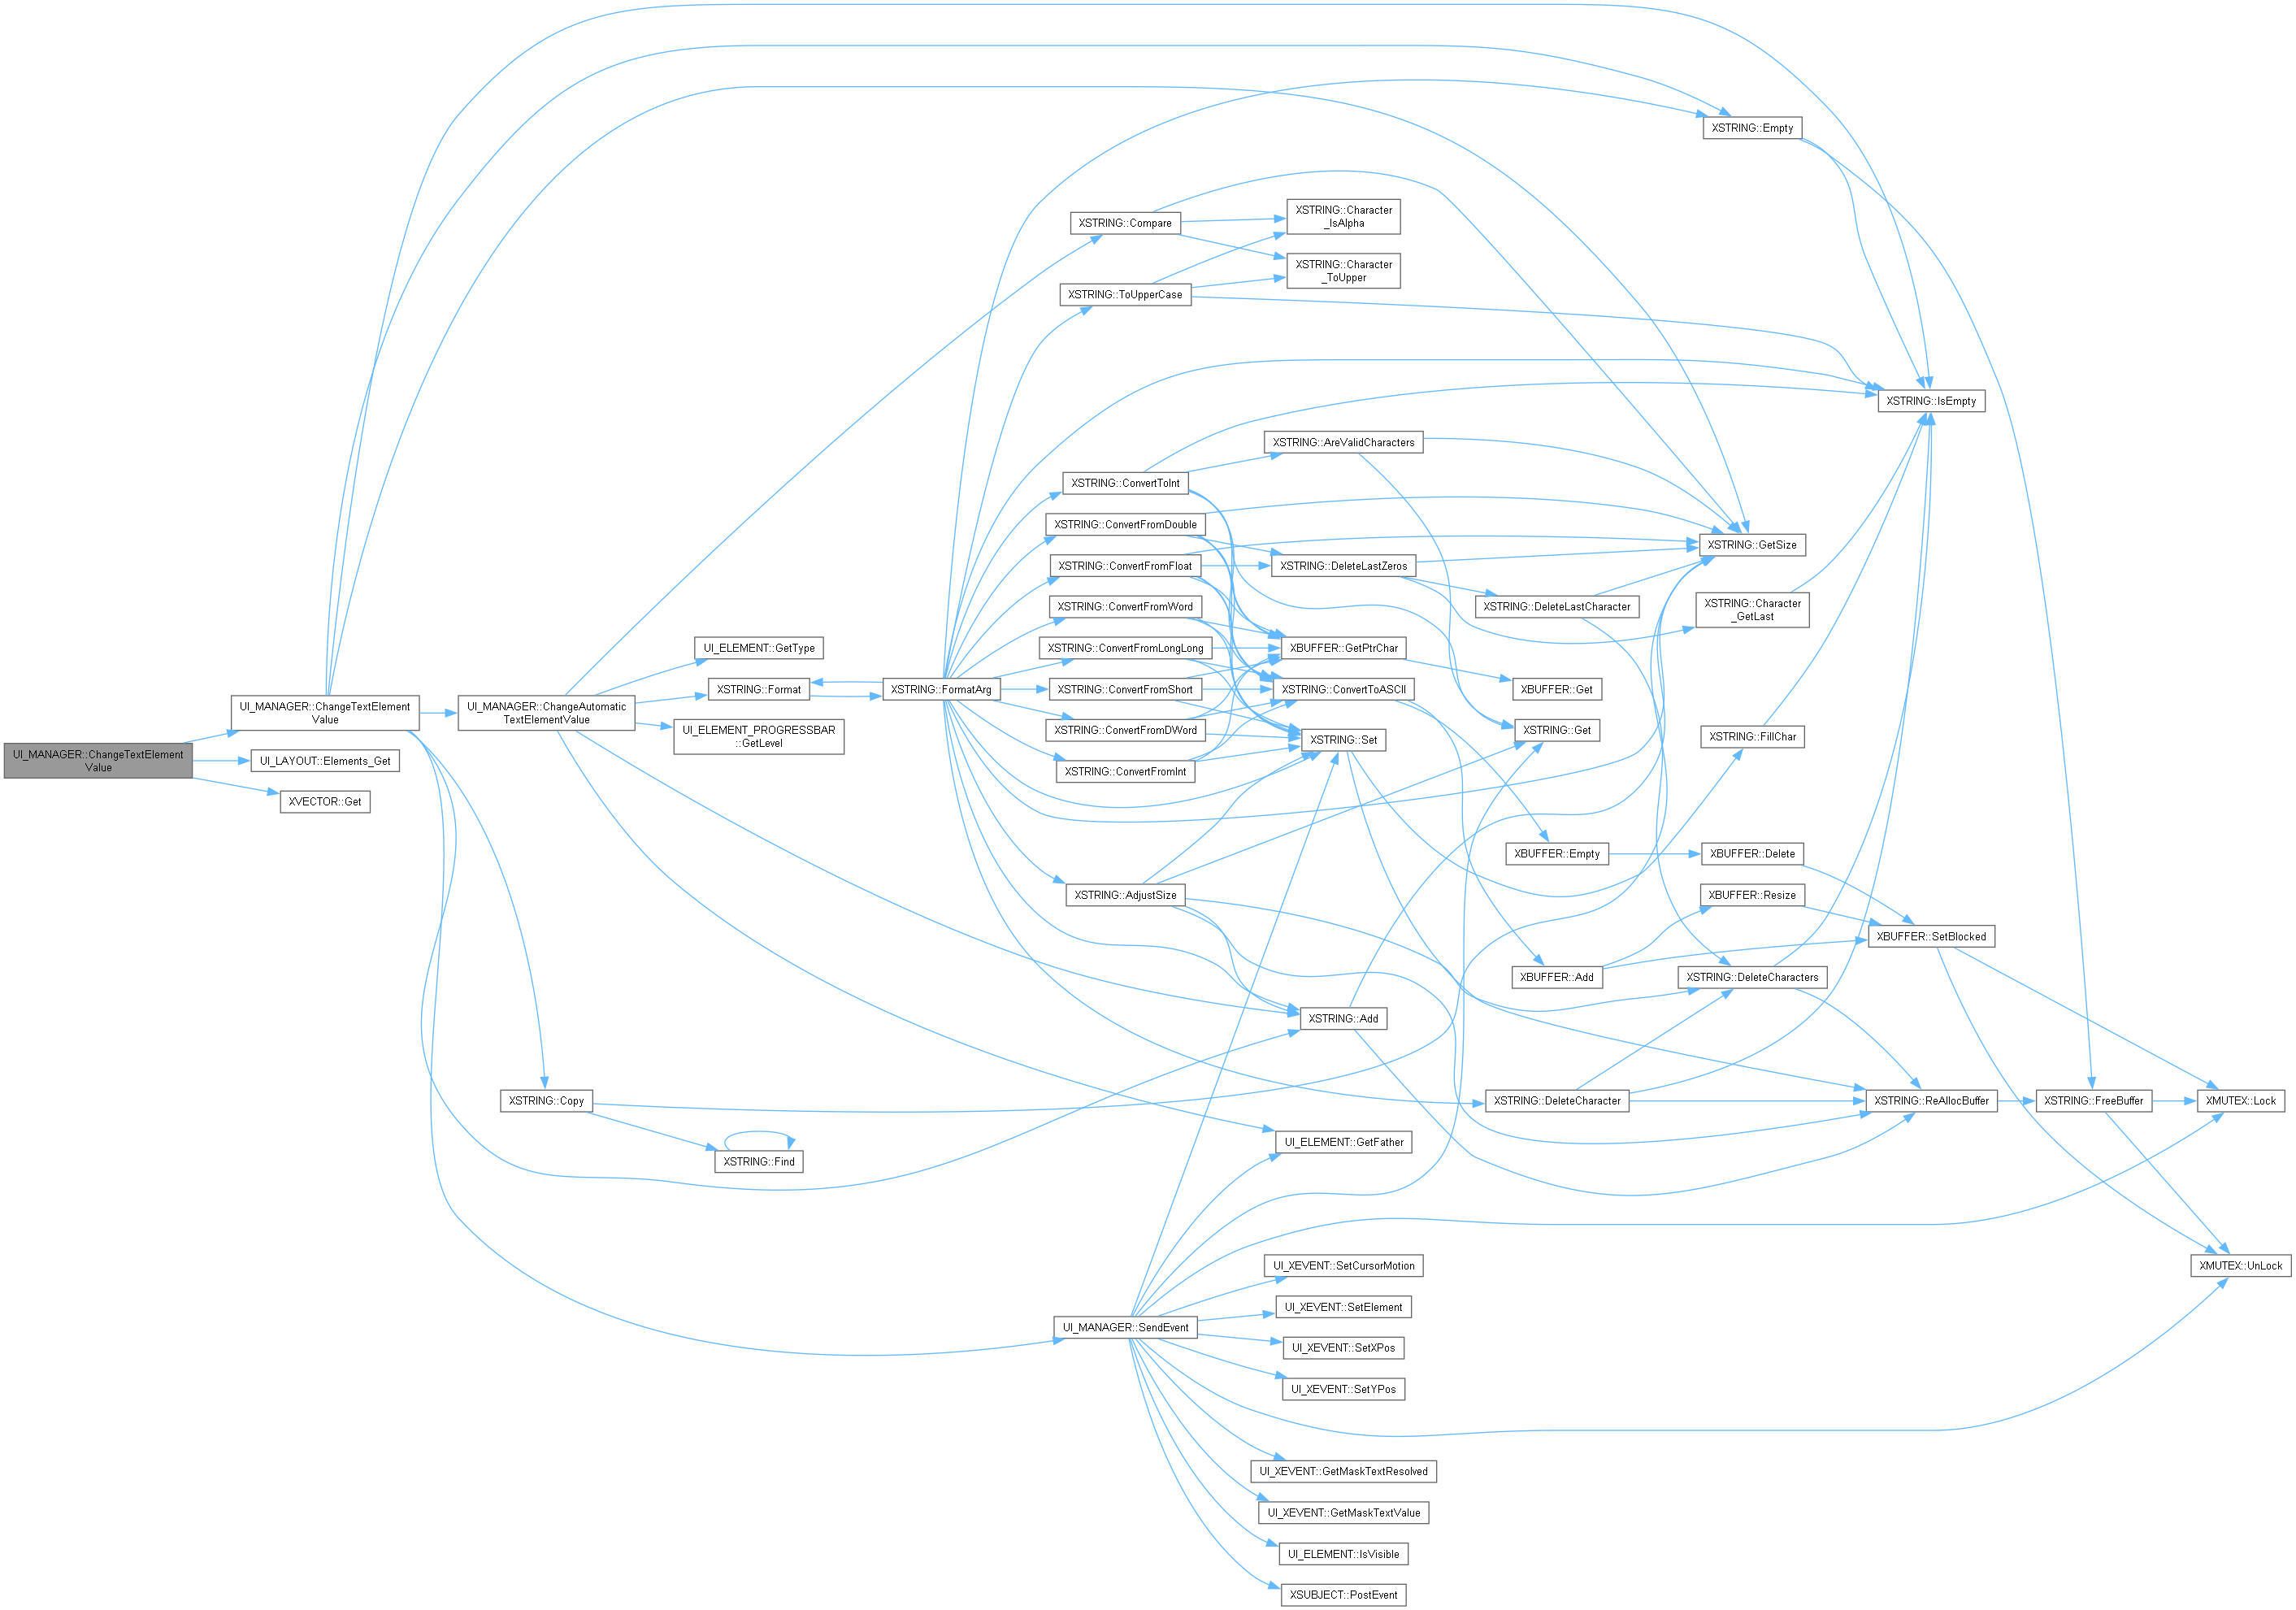 UI_MANAGER::ChangeTextElement
Value
UI_MANAGER::ChangeTextElement
Value
UI_LAYOUT::Elements_Get
XVECTOR::Get
UI_MANAGER::ChangeAutomatic
TextElementValue
XSTRING::Copy
XSTRING::Find
UI_ELEMENT::GetType
XSTRING::Format
UI_ELEMENT_PROGRESSBAR
::GetLevel
XSTRING::FormatArg
XSTRING::Compare
XSTRING::ToUpperCase
XSTRING::ConvertToInt
XSTRING::ConvertFromDouble
XSTRING::ConvertFromFloat
XSTRING::ConvertFromWord
XSTRING::ConvertFromLongLong
XSTRING::ConvertFromShort
XSTRING::ConvertFromDWord
XSTRING::ConvertFromInt
XSTRING::AdjustSize
UI_MANAGER::SendEvent
XSTRING::Character
_IsAlpha
XSTRING::Character
_ToUpper
XSTRING::AreValidCharacters
XSTRING::DeleteLastZeros
XBUFFER::GetPtrChar
XSTRING::ConvertToASCII
XSTRING::Set
XSTRING::Add
UI_ELEMENT::GetFather
UI_XEVENT::SetCursorMotion
UI_XEVENT::SetElement
UI_XEVENT::SetXPos
UI_XEVENT::SetYPos
UI_XEVENT::GetMaskTextResolved
UI_XEVENT::GetMaskTextValue
UI_ELEMENT::IsVisible
XSUBJECT::PostEvent
XSTRING::DeleteLastCharacter
XBUFFER::Get
XSTRING::Get
XBUFFER::Empty
XBUFFER::Add
XSTRING::DeleteCharacter
XSTRING::Empty
XSTRING::GetSize
XSTRING::Character
_GetLast
XSTRING::FillChar
XBUFFER::Delete
XBUFFER::Resize
XSTRING::DeleteCharacters
XSTRING::IsEmpty
XBUFFER::SetBlocked
XSTRING::ReAllocBuffer
XSTRING::FreeBuffer
XMUTEX::Lock
XMUTEX::UnLock